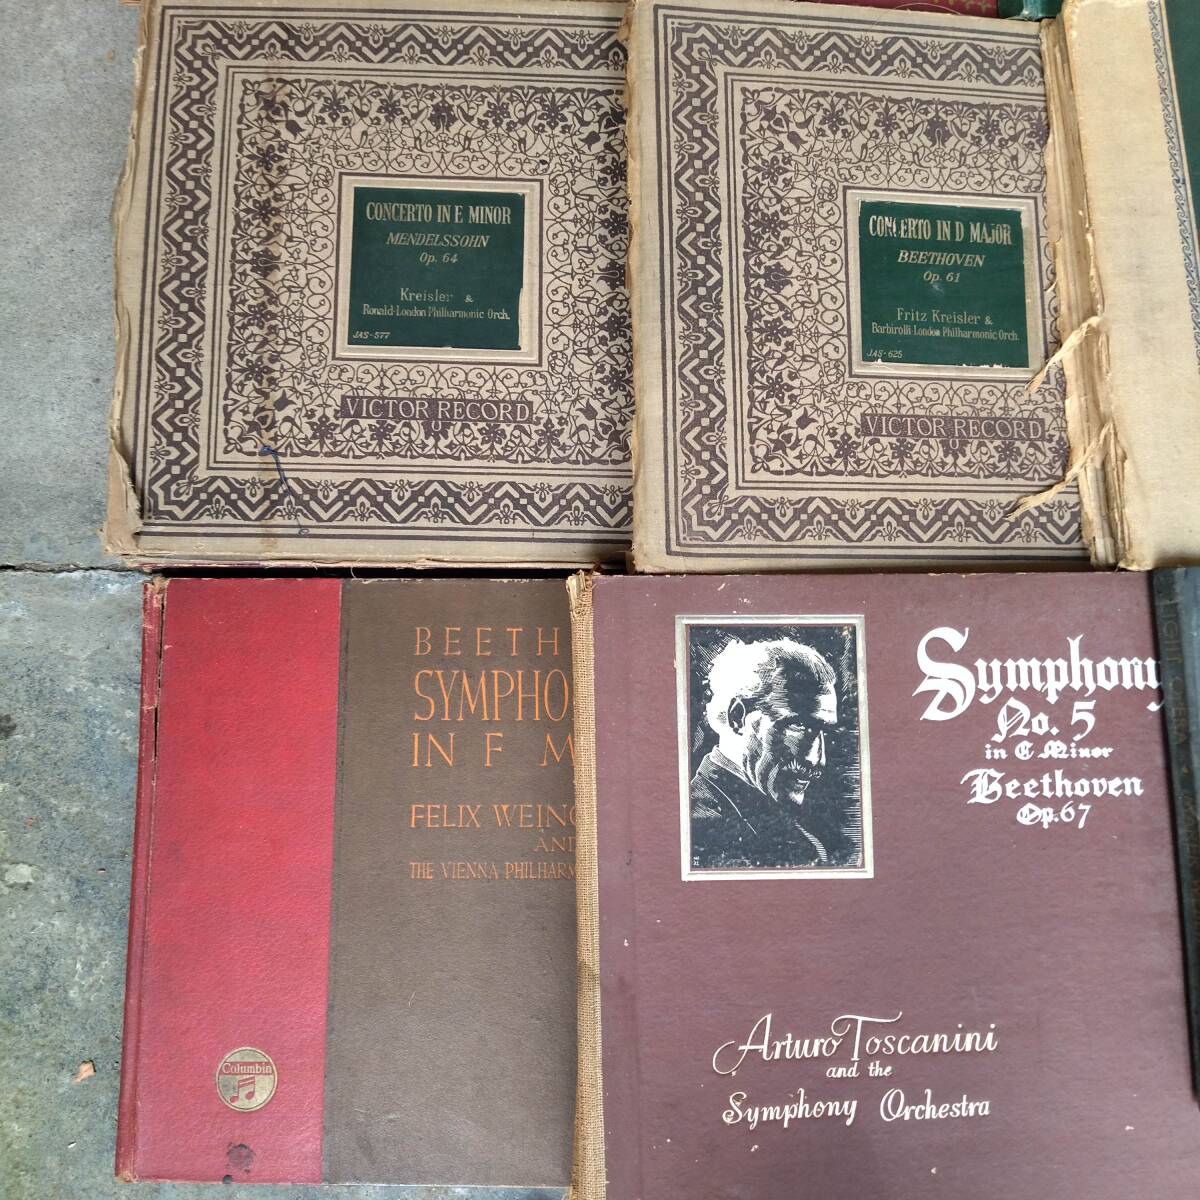 CONCERTO IN E MINOR
MENDELSSOHN
Op. 64
Kreisler &
Ronald-London Philharmonic Orch.
JAS-577
VICTOR RECORD
CONCERTO IN D MAJOR
BEETHOVEN
Op. 61
Fritz Kreisler &
Barbirolli-London Philharmonic Orch.
JAS-625
VICTOR RECORD
BEETH
SYMPHO
IN F M
FELIX WEING
AND
THE VIENNA PHILHARM
Columbia
Symphony
No. 5
in C Minor
Beethoven
Op. 67
Arturo Toscanini
and the
Symphony Orchestra